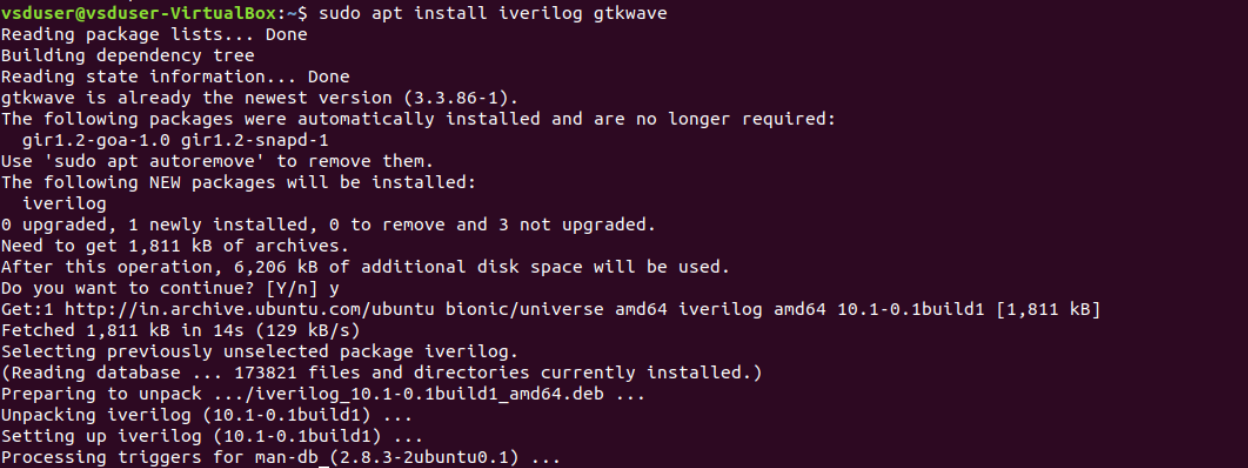 vsduser@vsduser-VirtualBox:~$ sudo apt install iverilog gtkwave
Reading package lists... Done
Building dependency tree
Reading state information... Done
gtkwave is already the newest version (3.3.86-1).
The following packages were automatically installed and are no longer required:
  gir1.2-goa-1.0 gir1.2-snapd-1
Use 'sudo apt autoremove' to remove them.
The following NEW packages will be installed:
  iverilog
0 upgraded, 1 newly installed, 0 to remove and 3 not upgraded.
Need to get 1,811 kB of archives.
After this operation, 6,206 kB of additional disk space will be used.
Do you want to continue? [Y/n] y
Get:1 http://in.archive.ubuntu.com/ubuntu bionic/universe amd64 iverilog amd64 10.1-0.1build1 [1,811 kB]
Fetched 1,811 kB in 14s (129 kB/s)
Selecting previously unselected package iverilog.
(Reading database ... 173821 files and directories currently installed.)
Preparing to unpack .../iverilog_10.1-0.1build1_amd64.deb ...
Unpacking iverilog (10.1-0.1build1) ...
Setting up iverilog (10.1-0.1build1) ...
Processing triggers for man-db (2.8.3-2ubuntu0.1) ...